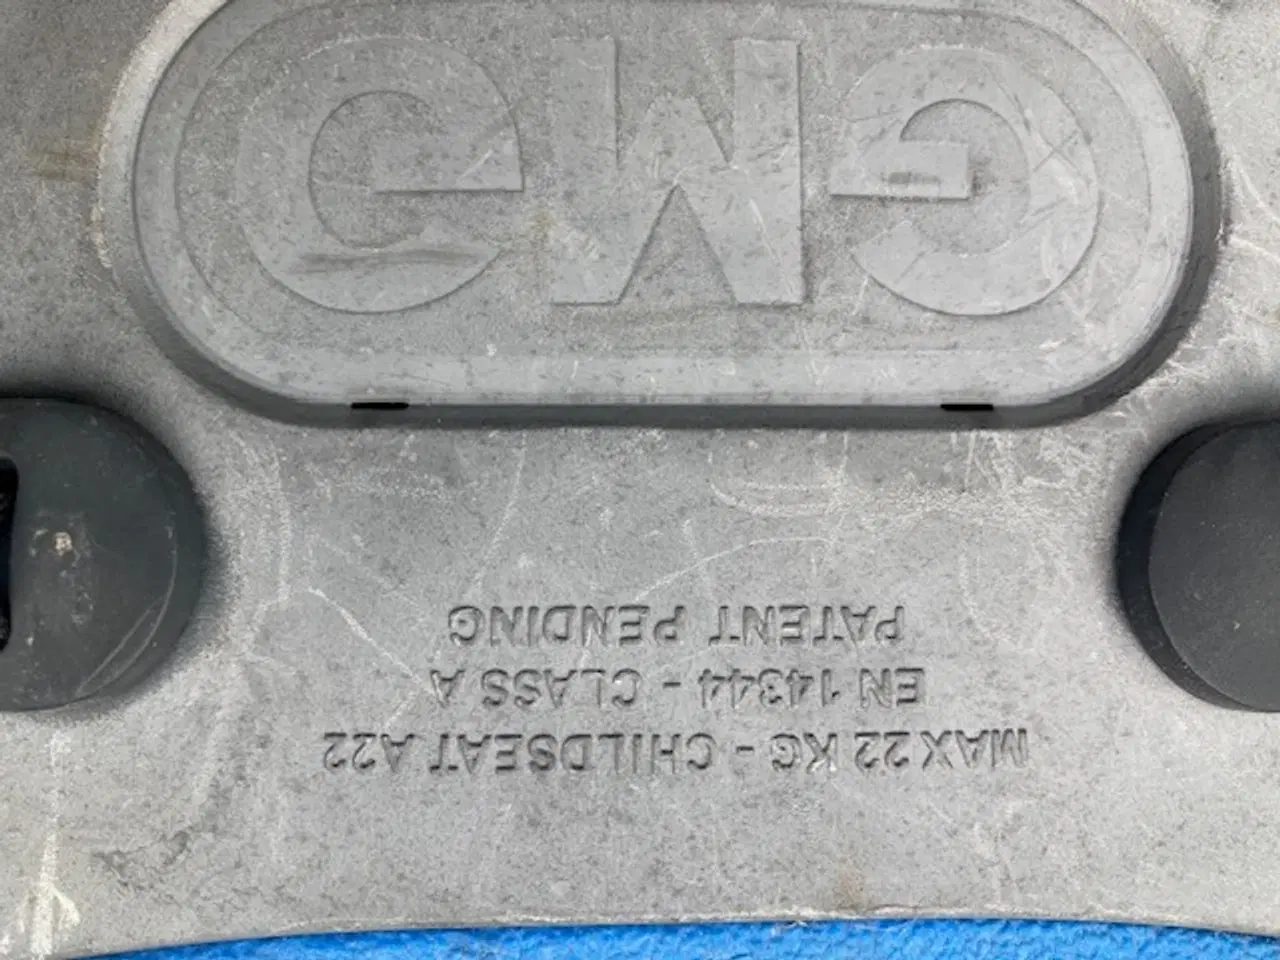 MAX 22 KG - CHILDSEAT A22
EN 14344 - CLASS A
PATENT PENDING
GMG